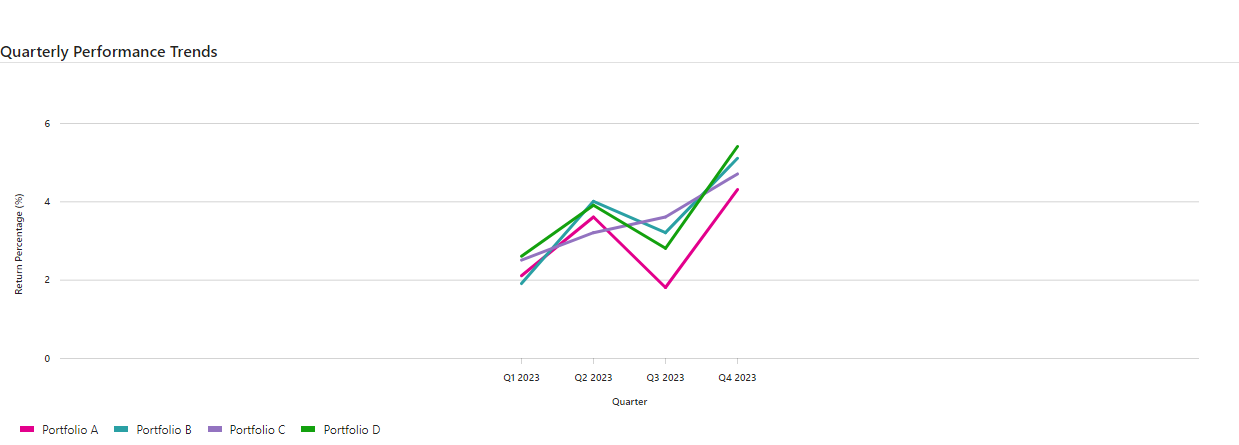 Quarterly Performance Trends
6
4
2
0
Return Percentage (%)
Q1 2023 Q2 2023 Q3 2023 Q4 2023
Quarter
Portfolio A Portfolio B Portfolio C Portfolio D